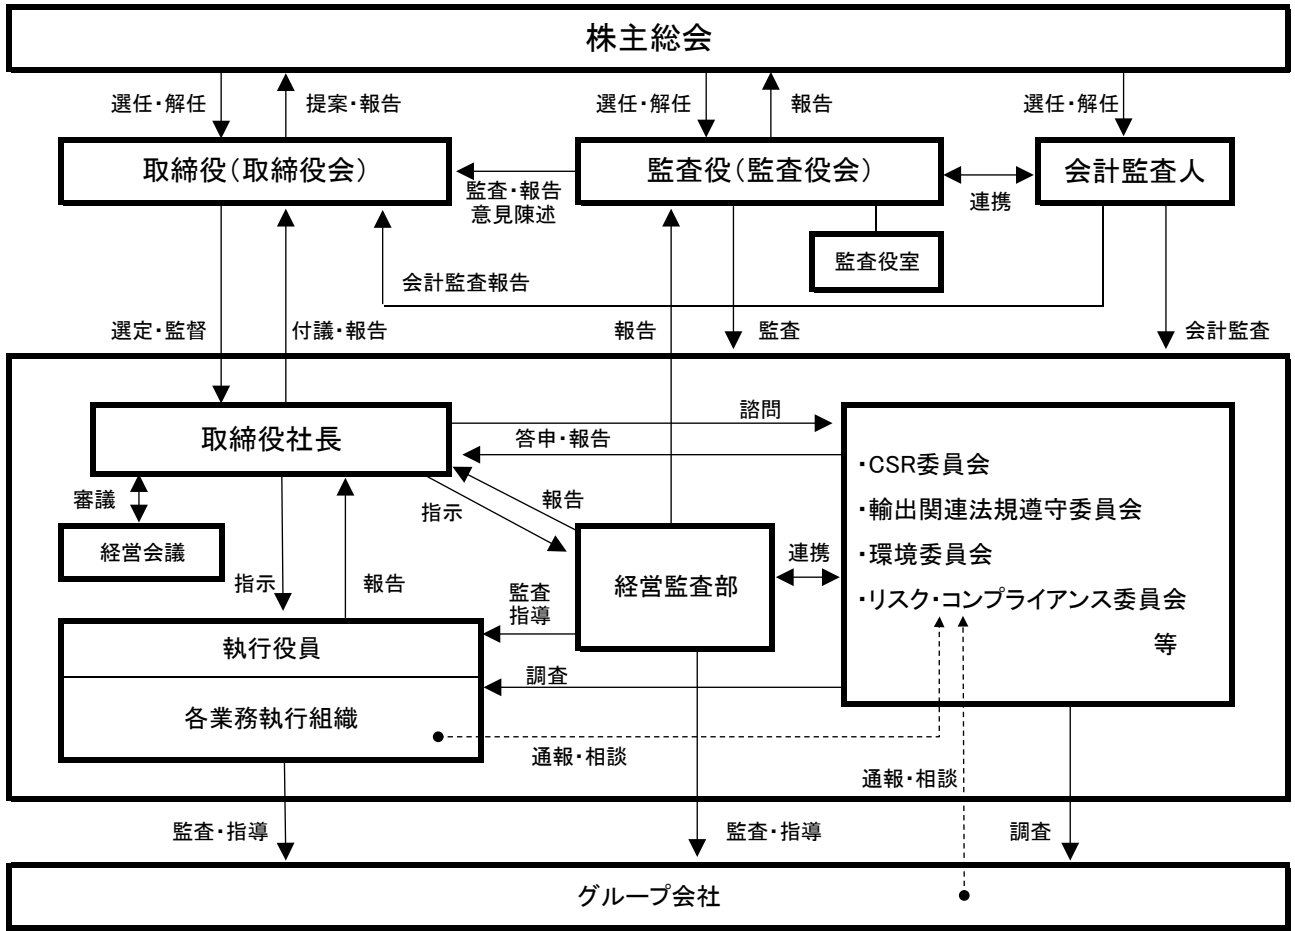 株主総会
選任・解任
提案・報告
選任・解任
報告
選任・解任
取締役（取締役会）
監査・報告
意見陳述
監査役（監査役会）
連携
会計監査人
監査役室
会計監査報告
選定・監督
付議・報告
報告
監査
会計監査
取締役社長
諮問
答申・報告
審議
経営会議
指示
報告
指示
報告
経営監査部
連携
監査
指導
調査
・CSR委員会
・輸出関連法規遵守委員会
・環境委員会
・リスク・コンプライアンス委員会
等
執行役員
各業務執行組織
通報・相談
通報・相談
監査・指導
監査・指導
調査
グループ会社